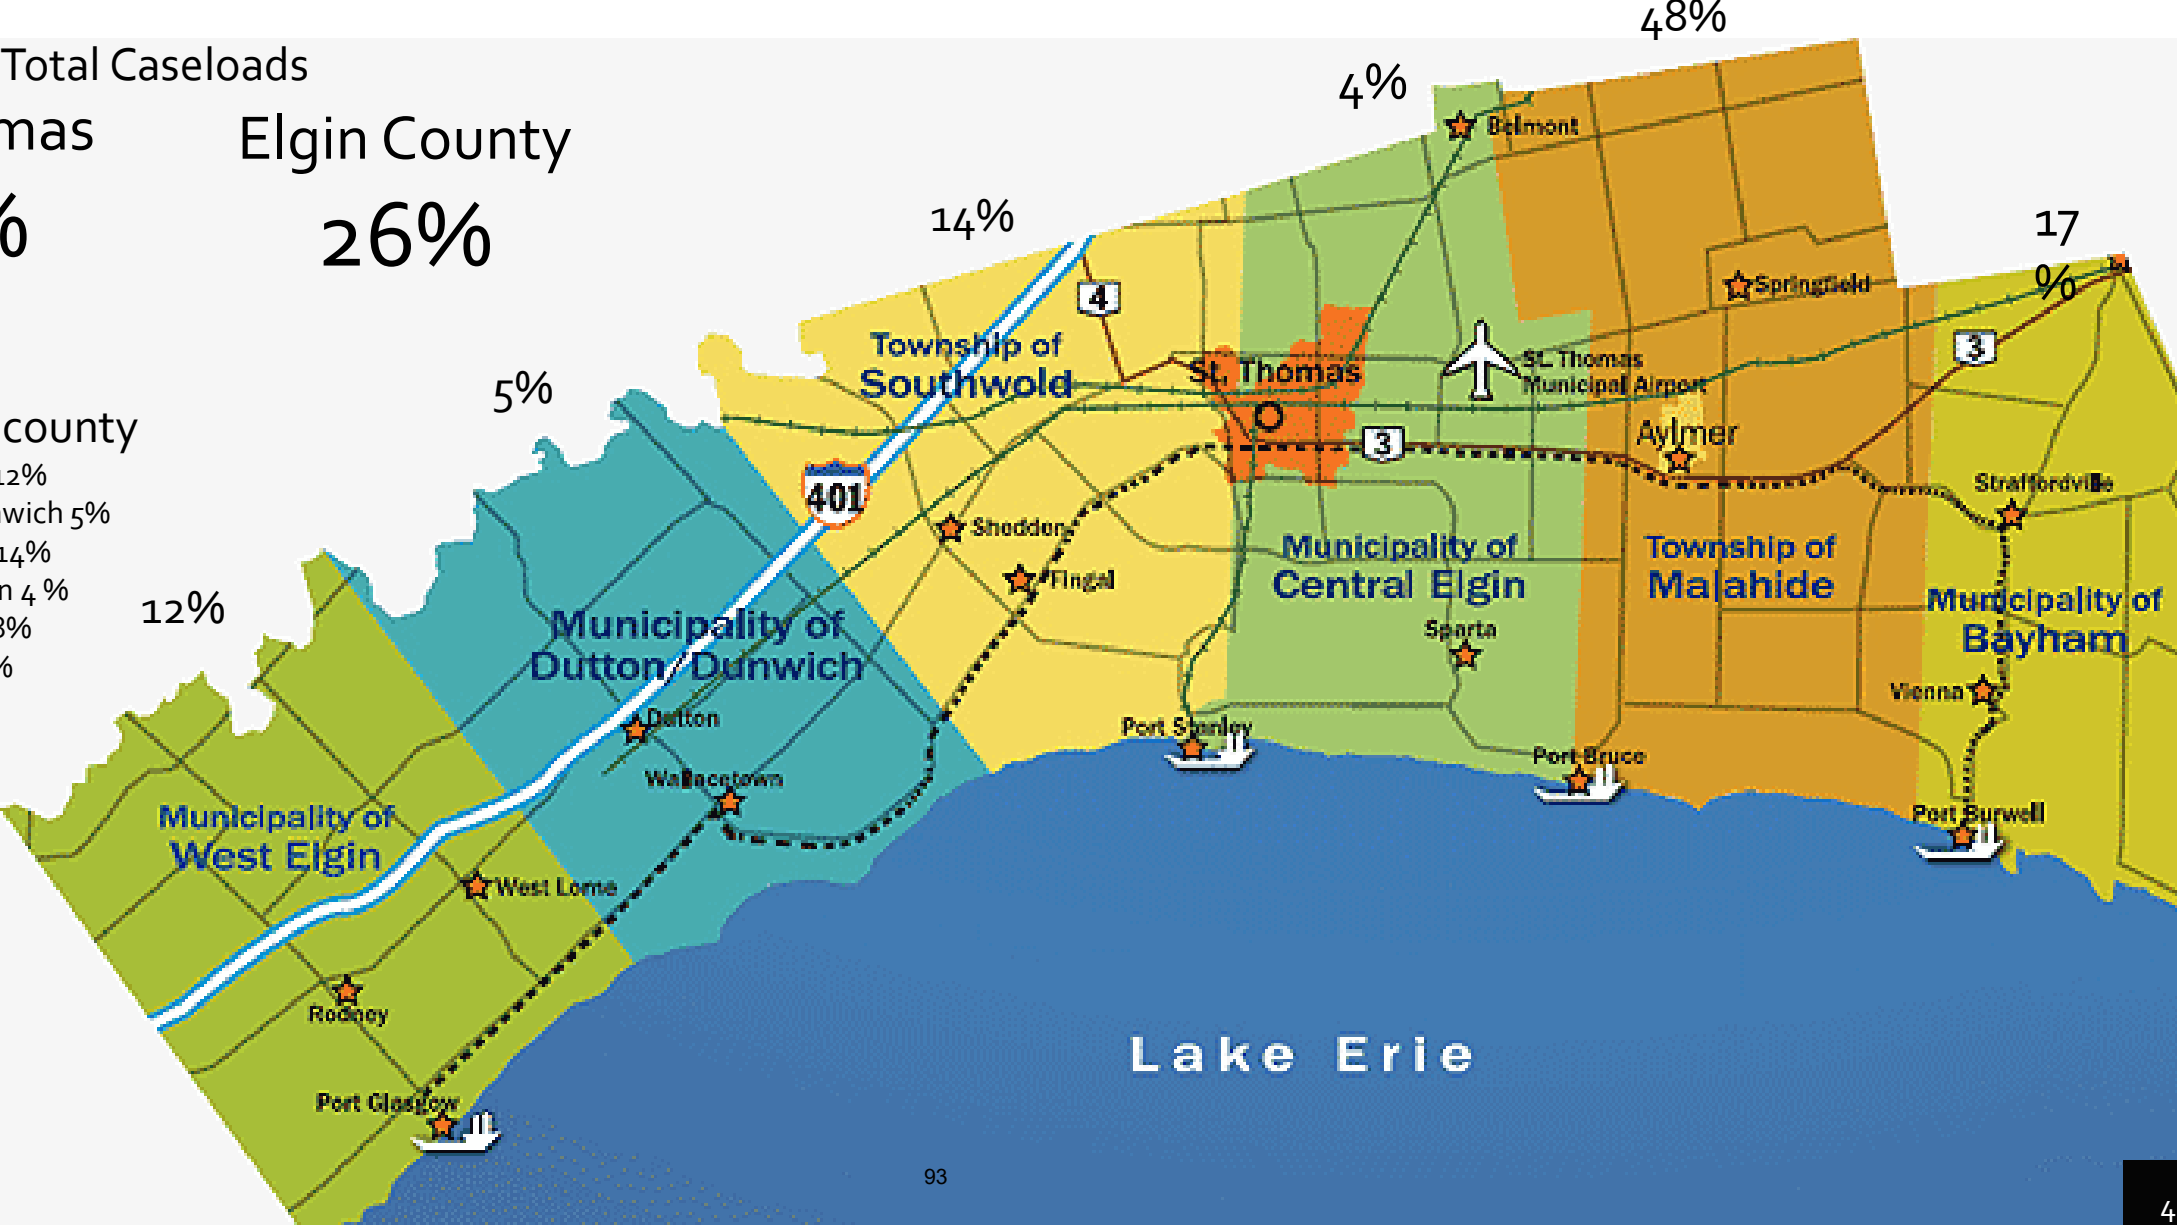 48%
Total Caseloads
4%
mas
Elgin County
Belmont
%
26%
14%
17
%
Springfield
4
Township of
Southwold
3
St. Thomas
St. Thomas
Municipal Airport
5%
county
12%
wich 5%
14%
n 4 %
8%
%
Aylmer
3
401
Straffordville
Shedden
Fingal
Municipality of
Central Elgin
Township of
Malahide
Municipality of
Bayham
12%
Municipality of
Dutton/Dunwich
Sparta
Vienna
Dutton
Port Stanley
Port Bruce
Wallacetown
Port Burwell
Municipality of
West Elgin
West Lorne
Rodney
Lake Erie
Port Glasgow
93
4